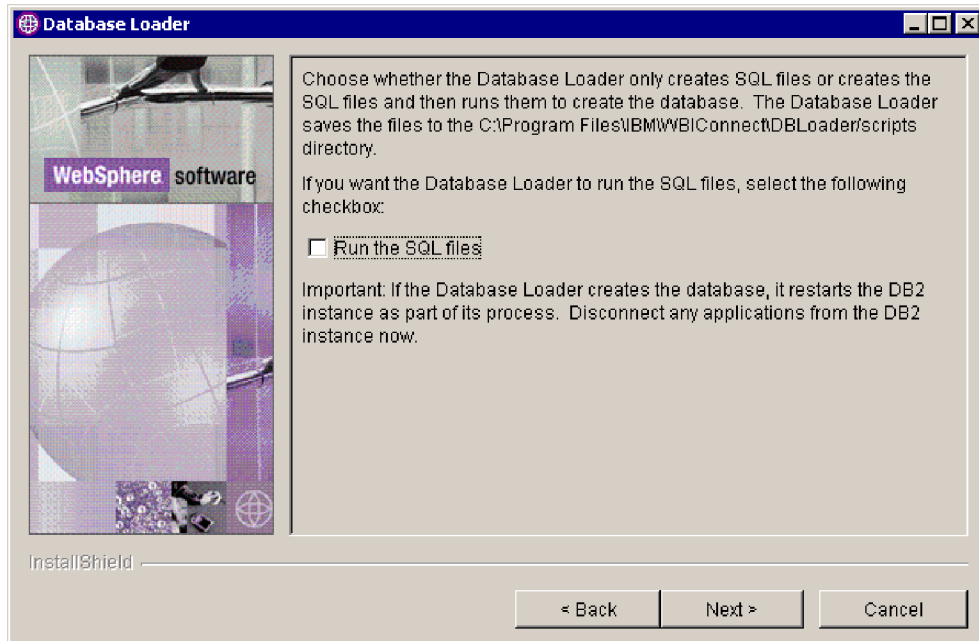 Database Loader
Choose whether the Database Loader only creates SQL files or creates the
SQL files and then runs them to create the database. The Database Loader
saves the files to the C:\Program Files\IBM\WBIConnect\DBLoader/scripts
directory.
WebSphere software
If you want the Database Loader to run the SQL files, select the following
checkbox:
Run the SQL files
Important: If the Database Loader creates the database, it restarts the DB2
instance as part of its process. Disconnect any applications from the DB2
instance now.
InstallShield
< Back
Next >
Cancel